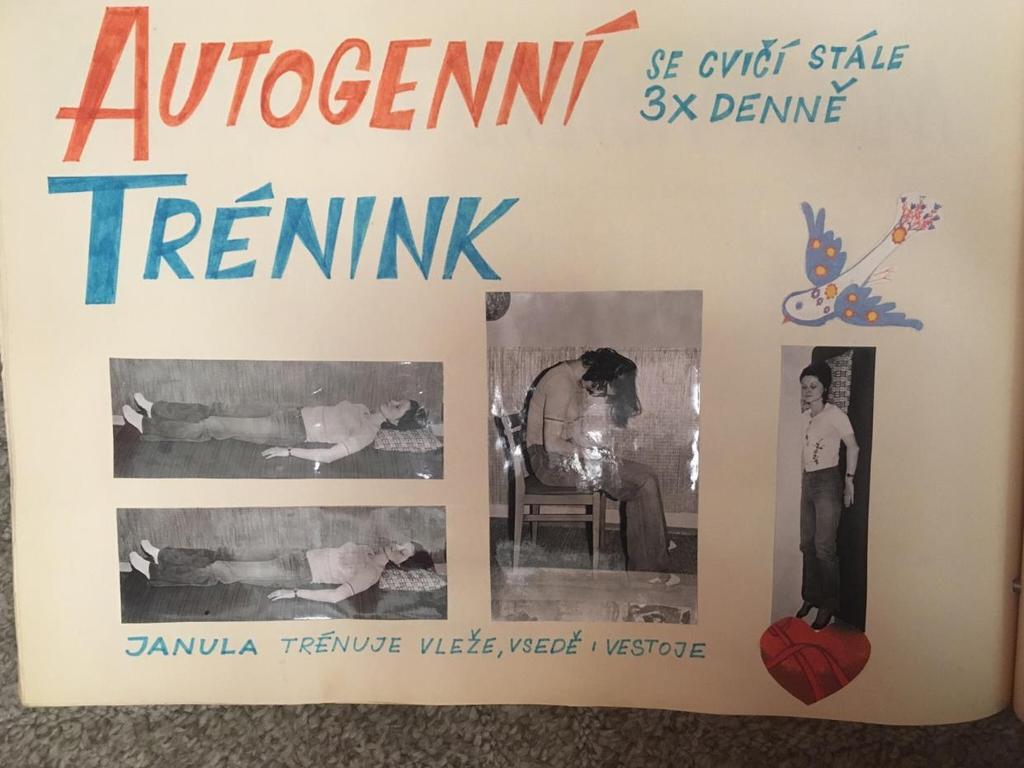 AUTOGENNÍ
SE CVIČÍ STÁLE
3X DENNĚ
TRÉNINK
JANULA TRÉNUJE VLEŽE, VSEDĚ I VESTOJE